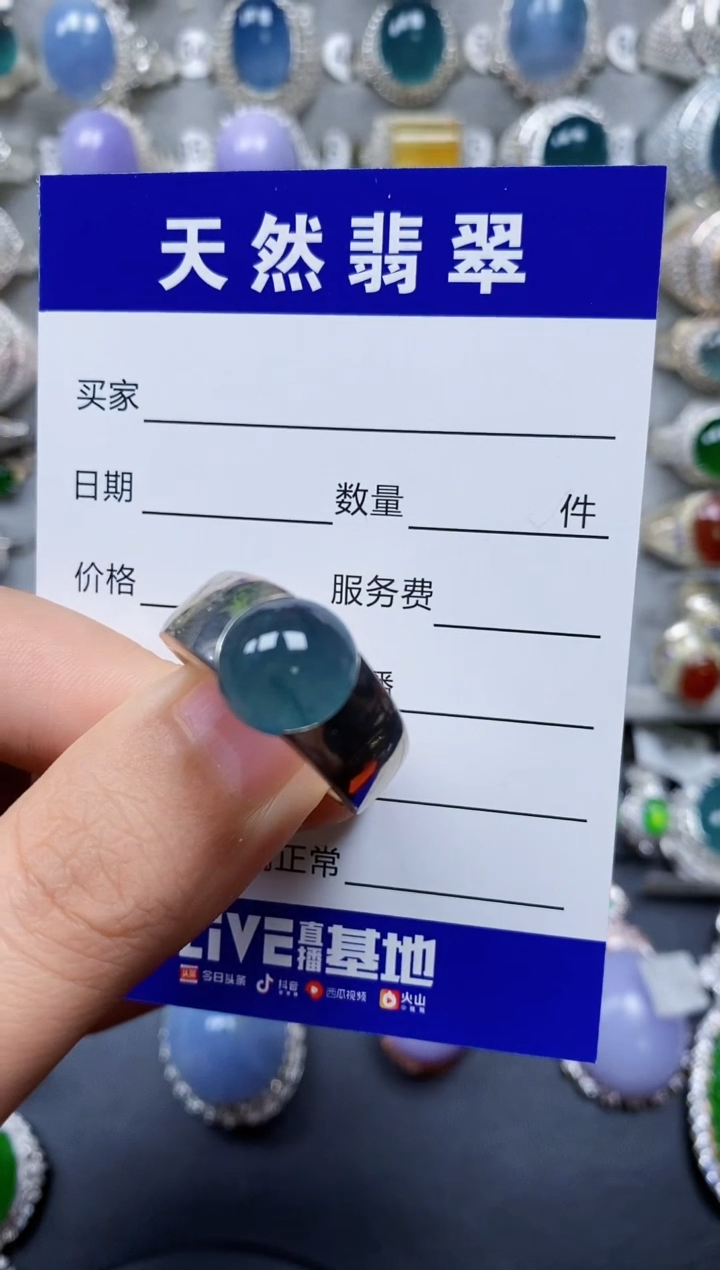 天然翡翠
买家
日期 数量 件
价格 服务费
播
正常
LIVE直播基地
今日头条 抖音 西瓜视频 火山